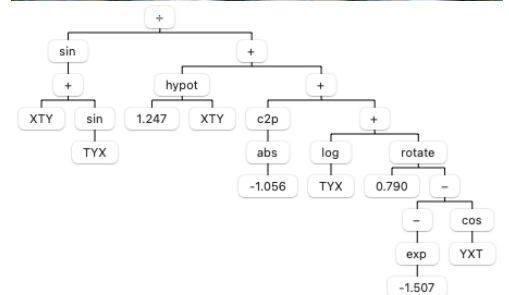 ÷
sin +
+ hypot +
XTY sin 1.247 XTY c2p +
TYX abs log rotate
-1.056 TYX 0.790 −
− cos
exp YXT
-1.507